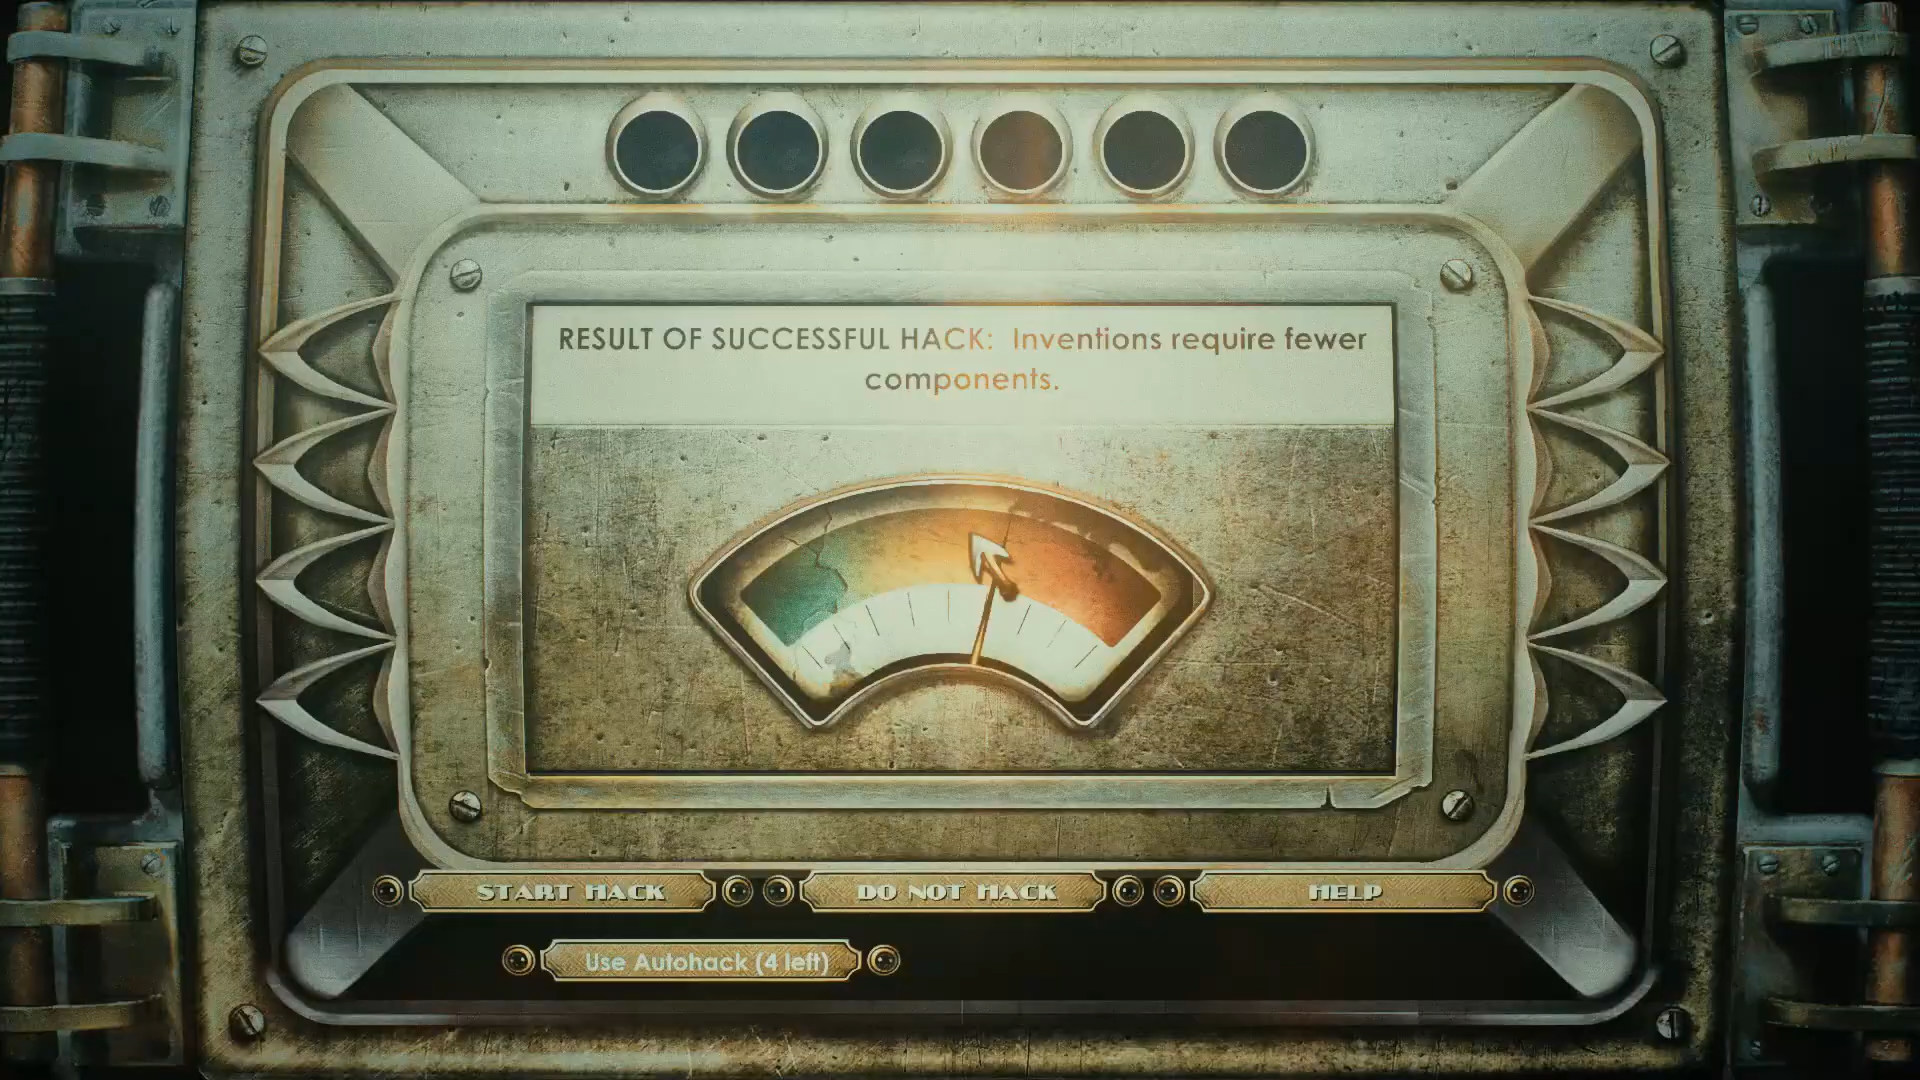 RESULT OF SUCCESSFUL HACK: Inventions require fewer
components.
START HACK
DO NOT HACK
HELP
Use Autohack (4 left)